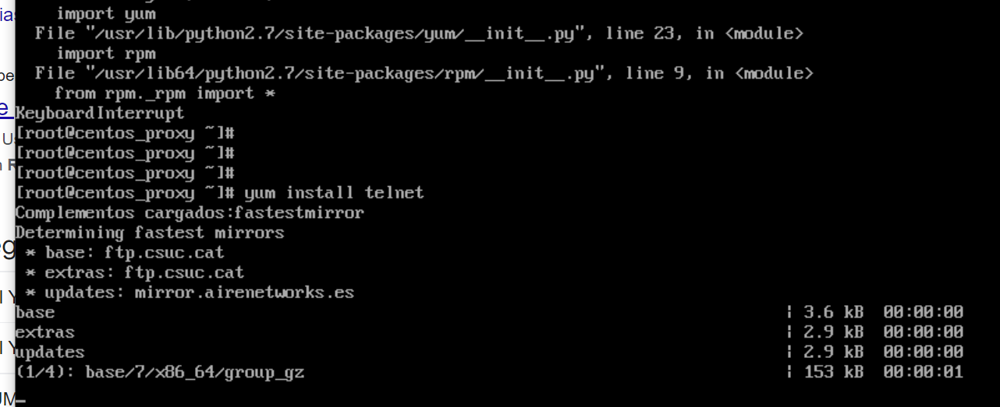 import yum
File "/usr/lib/python2.7/site-packages/yum/__init__.py", line 23, in <module>
import rpm
File "/usr/lib64/python2.7/site-packages/rpm/__init__.py", line 9, in <module>
from rpm._rpm import *
KeyboardInterrupt
[root@centos_proxy ~]#
[root@centos_proxy ~]#
[root@centos_proxy ~]#
[root@centos_proxy ~]# yum install telnet
Complementos cargados:fastestmirror
Determining fastest mirrors
* base: ftp.csuc.cat
* extras: ftp.csuc.cat
* updates: mirror.airenetworks.es
base | 3.6 kB 00:00:00
extras | 2.9 kB 00:00:00
updates | 2.9 kB 00:00:00
(1/4): base/7/x86_64/group_gz | 153 kB 00:00:01